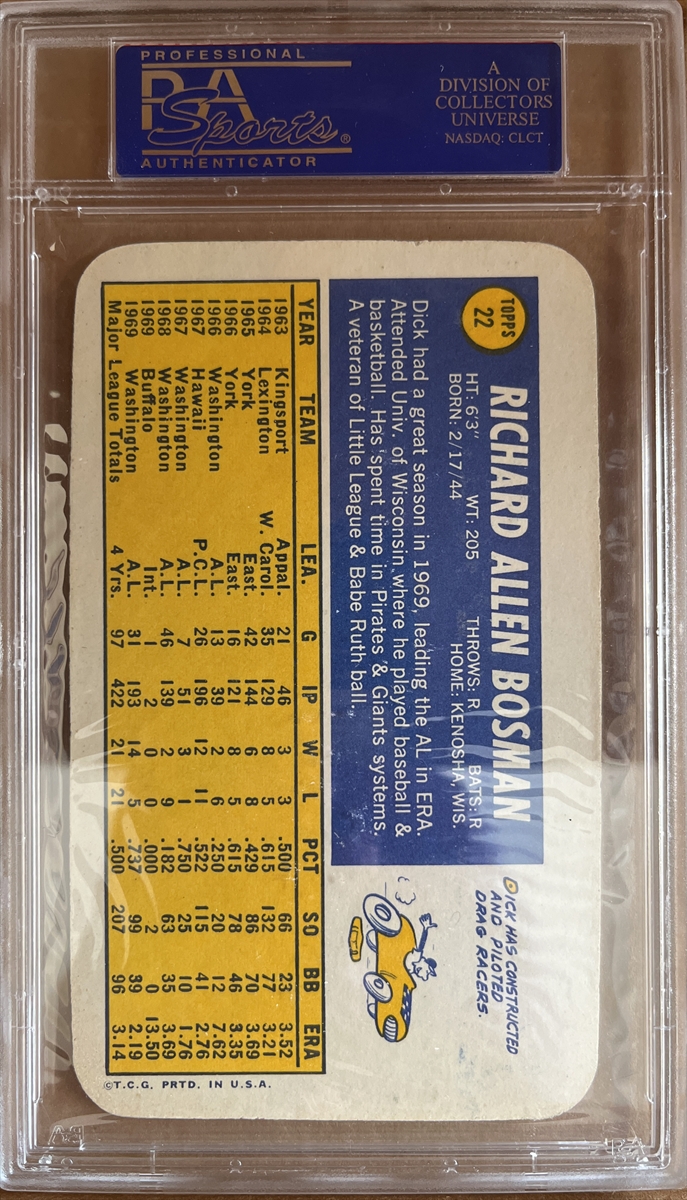 PROFESSIONAL
PSA
Sports®
AUTHENTICATOR
A
DIVISION OF
COLLECTORS
UNIVERSE
NASDAQ: CLCT
TOPPS
22
RICHARD ALLEN BOSMAN
HT: 6'3" WT: 205 THROWS: R BATS: R
BORN: 2/17/44 HOME: KENOSHA, WIS.
Dick had a great season in 1969, leading the AL in ERA.
Attended Univ. of Wisconsin where he played baseball &
basketball. Has spent time in Pirates & Giants systems.
A veteran of Little League & Babe Ruth ball.
DICK HAS CONSTRUCTED
AND PILOTED
DRAG RACERS.
YEAR TEAM LEA. G IP W L PCT SO BB ERA
1963 Kingsport Appal. 21 46 3 3 .500 66 23 3.52
1964 Lexington W. Carol. 35 129 8 5 .615 132 77 3.21
1965 York East. 42 144 6 8 .429 86 70 3.69
1966 York East. 16 121 8 5 .615 78 46 3.35
1966 Washington A.L. 13 39 2 6 .250 20 12 7.62
1967 Hawaii P.C.L. 26 196 12 11 .522 115 41 2.76
1967 Washington A.L. 7 51 3 1 .750 25 10 1.76
1968 Washington A.L. 46 139 2 9 .182 63 35 3.69
1969 Buffalo Int. 1 2 0 0 .000 2 0 13.50
1969 Washington A.L. 31 193 14 5 .737 99 39 2.19
Major League Totals 4 Yrs. 97 422 21 21 .500 207 96 3.14
©T.C.G. PRTD. IN U.S.A.